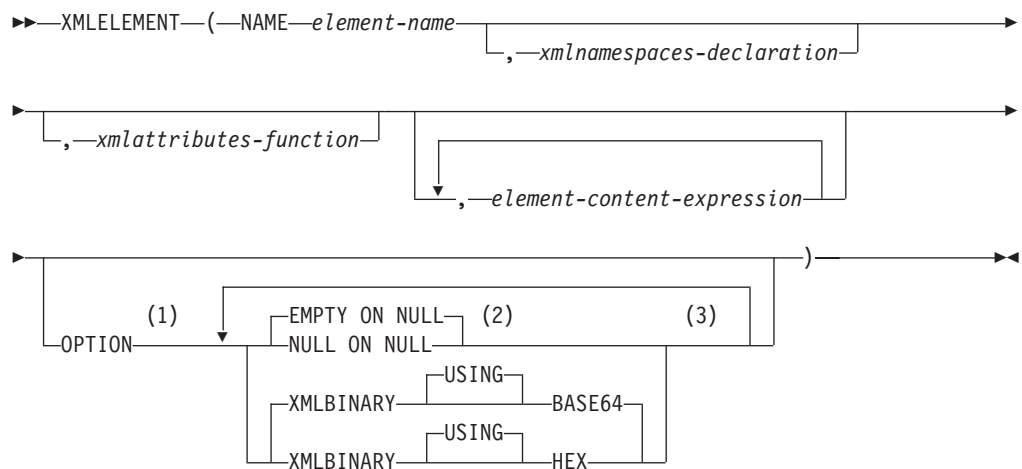 XMLELEMENT ( NAME element-name
, xmlnamespaces-declaration
, xmlattributes-function
, element-content-expression
)
(1) EMPTY ON NULL (2) (3)
OPTION NULL ON NULL
USING
XMLBINARY BASE64
USING
XMLBINARY HEX